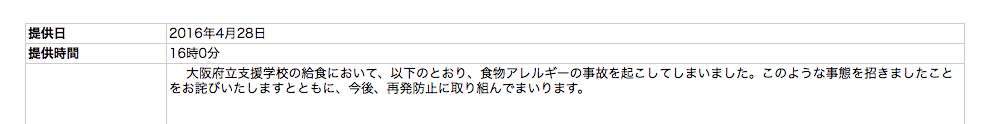 提供日 2016年4月28日
提供時間 16時0分
大阪府立支援学校の給食において、以下のとおり、食物アレルギーの事故を起こしてしまいました。このような事態を招きましたこと
をお詫びいたしますとともに、今後、再発防止に取り組んでまいります。